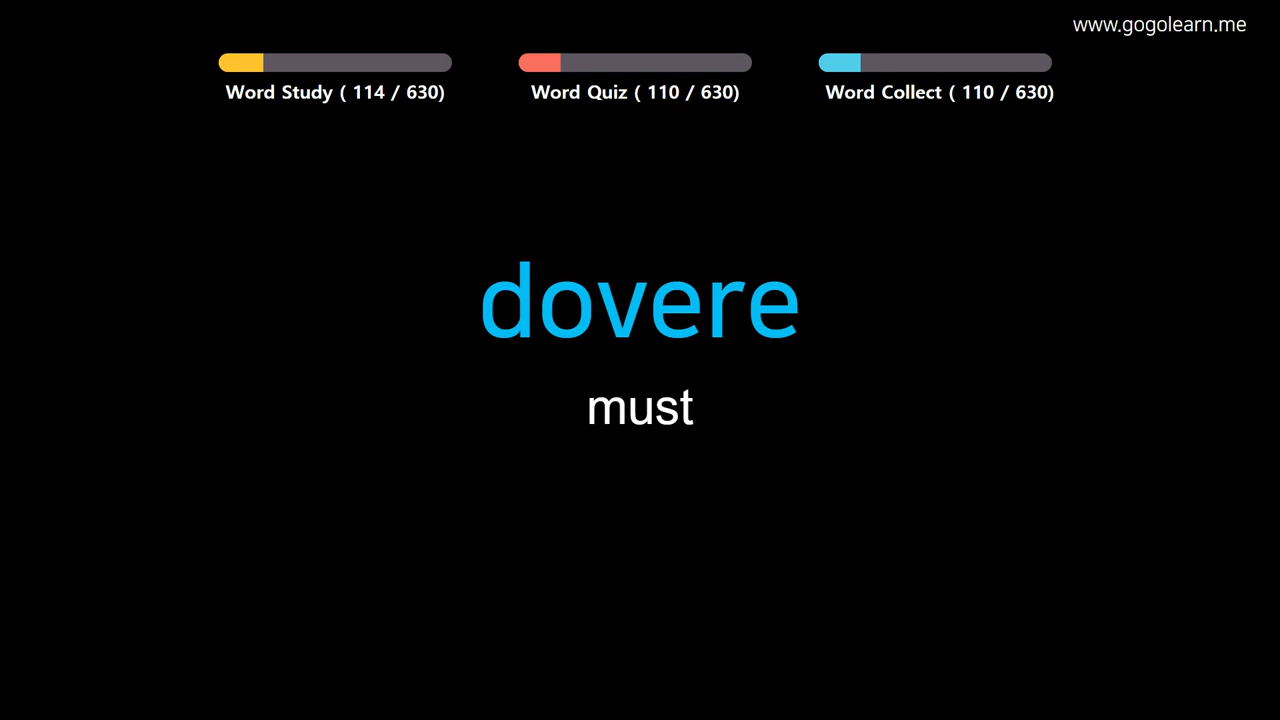 www.gogolearn.me
Word Study ( 114 / 630)
Word Quiz ( 110 / 630)
Word Collect ( 110 / 630)
dovere
must